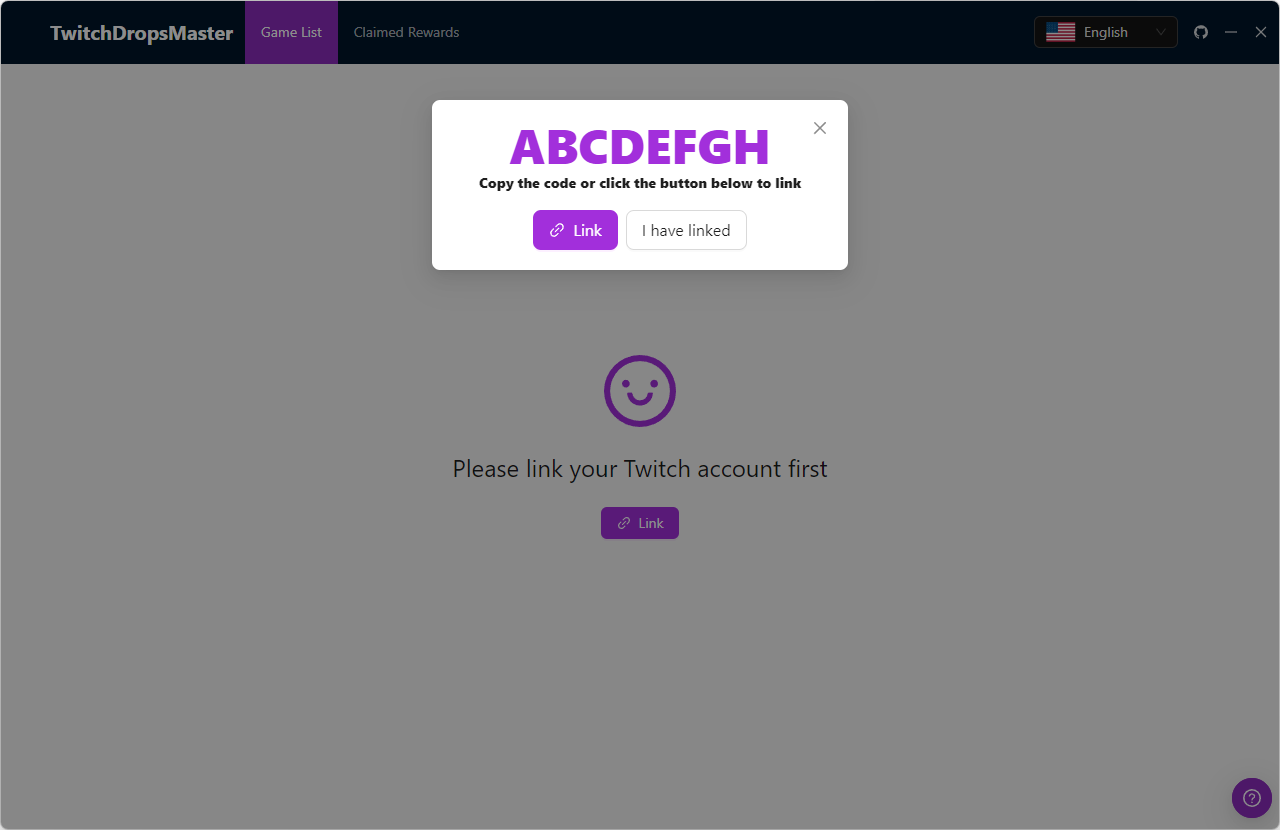 TwitchDropsMaster Game List Claimed Rewards English
ABCDEFGH
Copy the code or click the button below to link
Link I have linked
Please link your Twitch account first
Link